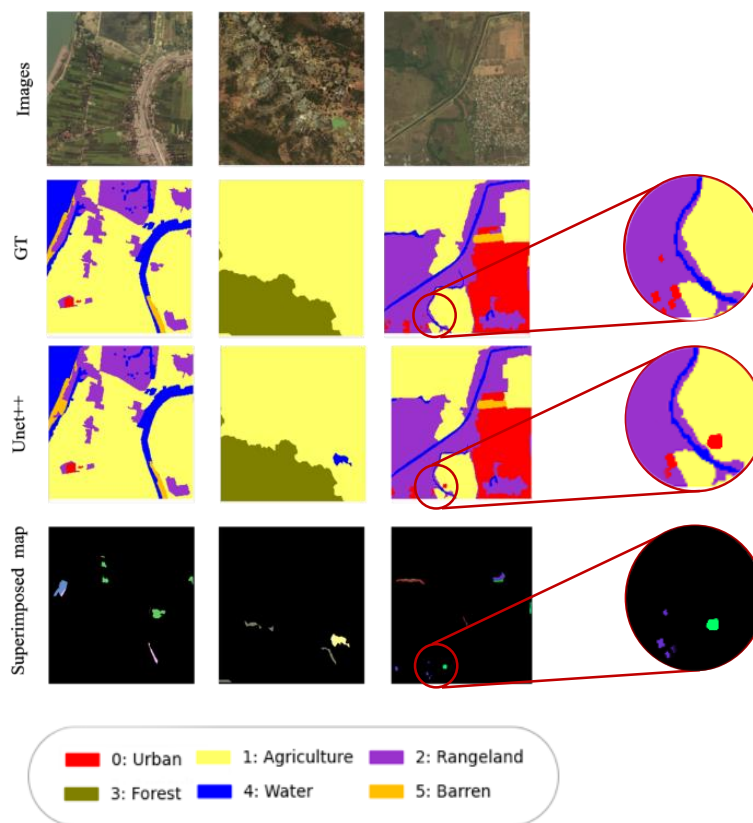 Images
GT
Unet++
Superimposed map
0: Urban
1: Agriculture
2: Rangeland
3: Forest
4: Water
5: Barren